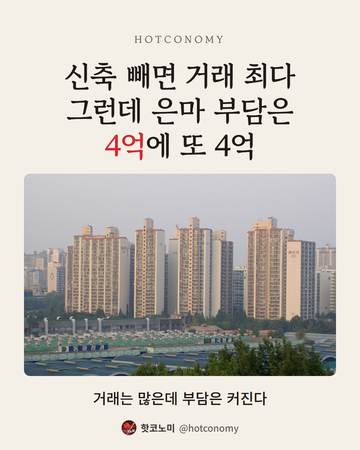 HOTCONOMY
신축 빼면 거래 최다
그런데 은마 부담은
4억에 또 4억
거래는 많은데 부담은 커진다
핫코노미 @hotconomy